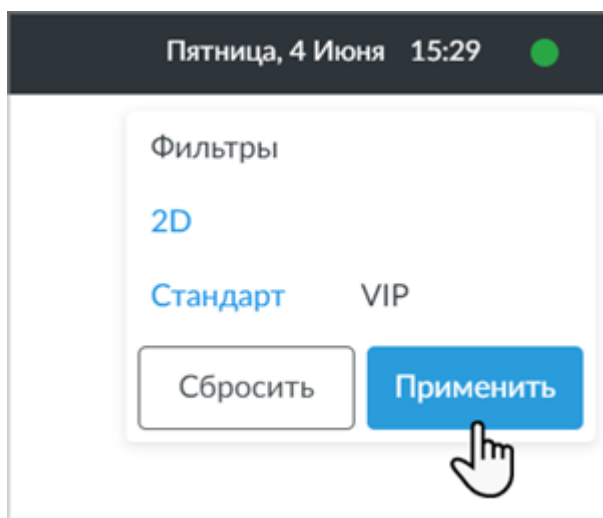 Пятница, 4 Июня 15:29
Фильтры
2D
Стандарт VIP
Сбросить Применить